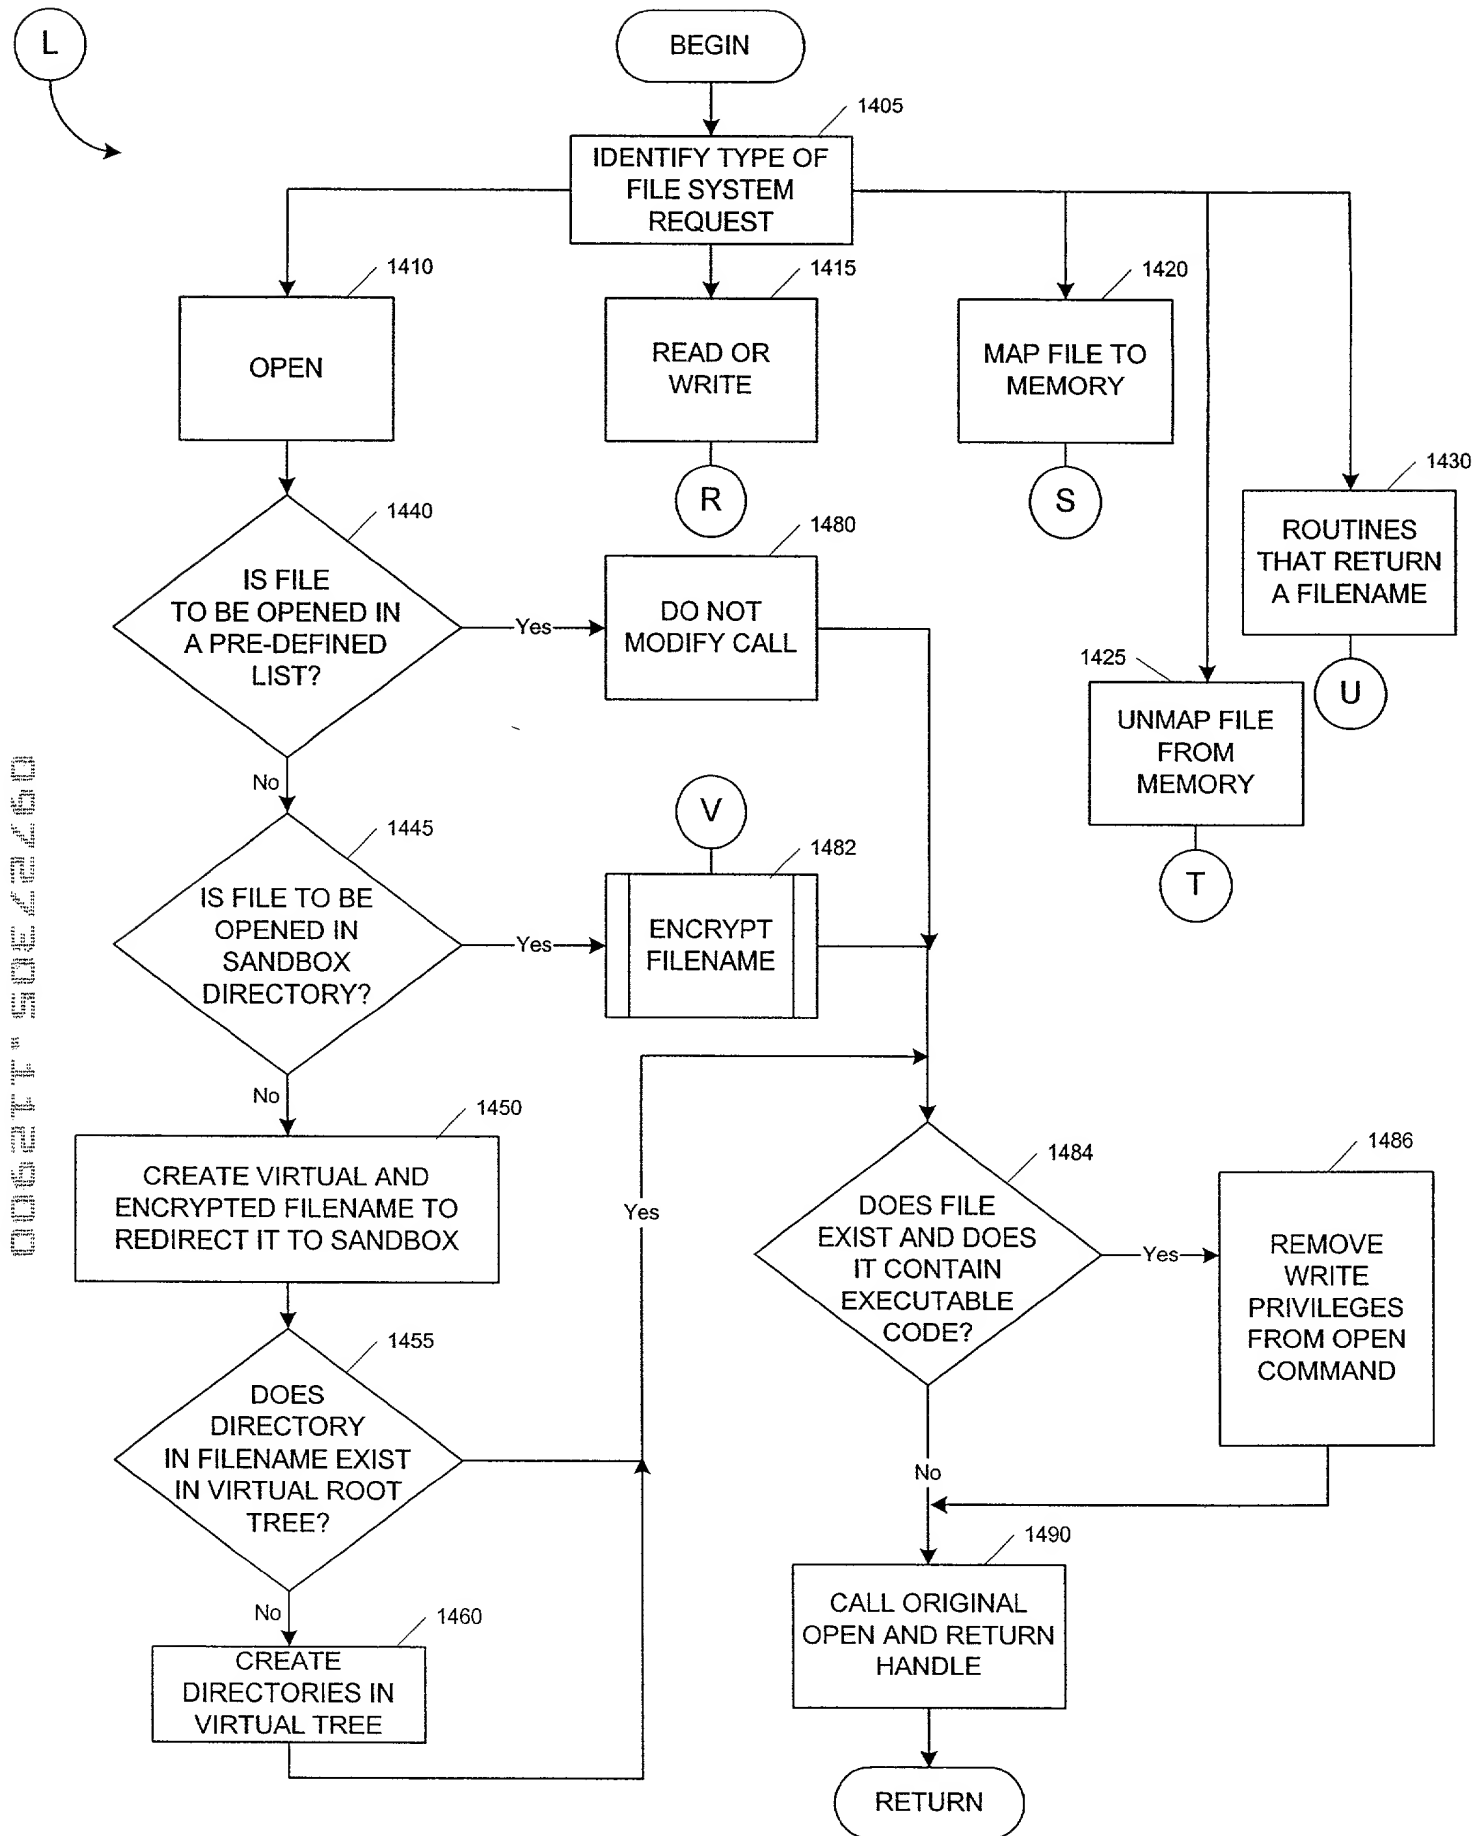 L
BEGIN
1405
IDENTIFY TYPE OF
FILE SYSTEM
REQUEST
1410
OPEN
1415
READ OR
WRITE
R
1420
MAP FILE TO
MEMORY
S
1430
ROUTINES
THAT RETURN
A FILENAME
U
1425
UNMAP FILE
FROM
MEMORY
T
1440
IS FILE
TO BE OPENED IN
A PRE-DEFINED
LIST?
Yes
1480
DO NOT
MODIFY CALL
No
1445
IS FILE TO BE
OPENED IN
SANDBOX
DIRECTORY?
Yes
V
1482
ENCRYPT
FILENAME
No
1450
CREATE VIRTUAL AND
ENCRYPTED FILENAME TO
REDIRECT IT TO SANDBOX
1455
DOES
DIRECTORY
IN FILENAME EXIST
IN VIRTUAL ROOT
TREE?
Yes
No
1460
CREATE
DIRECTORIES IN
VIRTUAL TREE
1484
DOES FILE
EXIST AND DOES
IT CONTAIN
EXECUTABLE
CODE?
Yes
1486
REMOVE
WRITE
PRIVILEGES
FROM OPEN
COMMAND
No
1490
CALL ORIGINAL
OPEN AND RETURN
HANDLE
RETURN